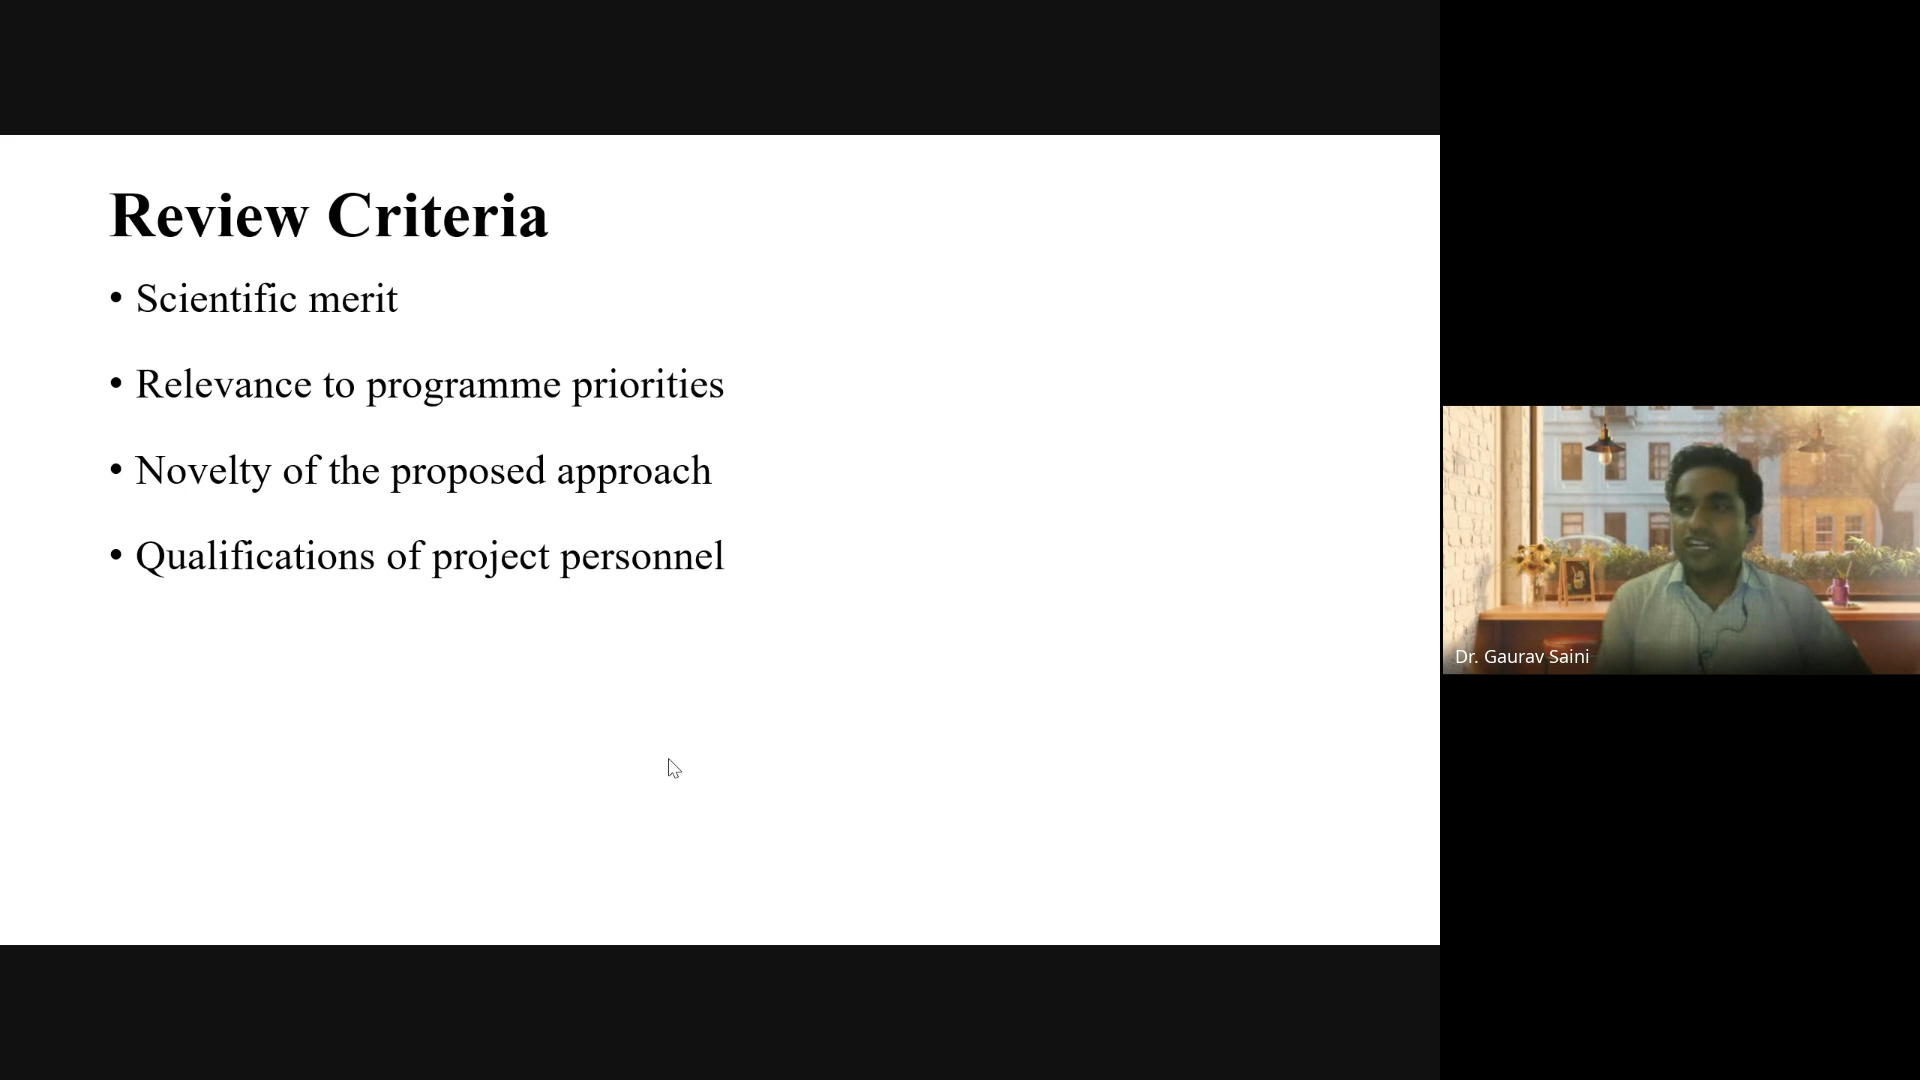 Review Criteria
• Scientific merit
• Relevance to programme priorities
• Novelty of the proposed approach
• Qualifications of project personnel
Dr. Gaurav Saini